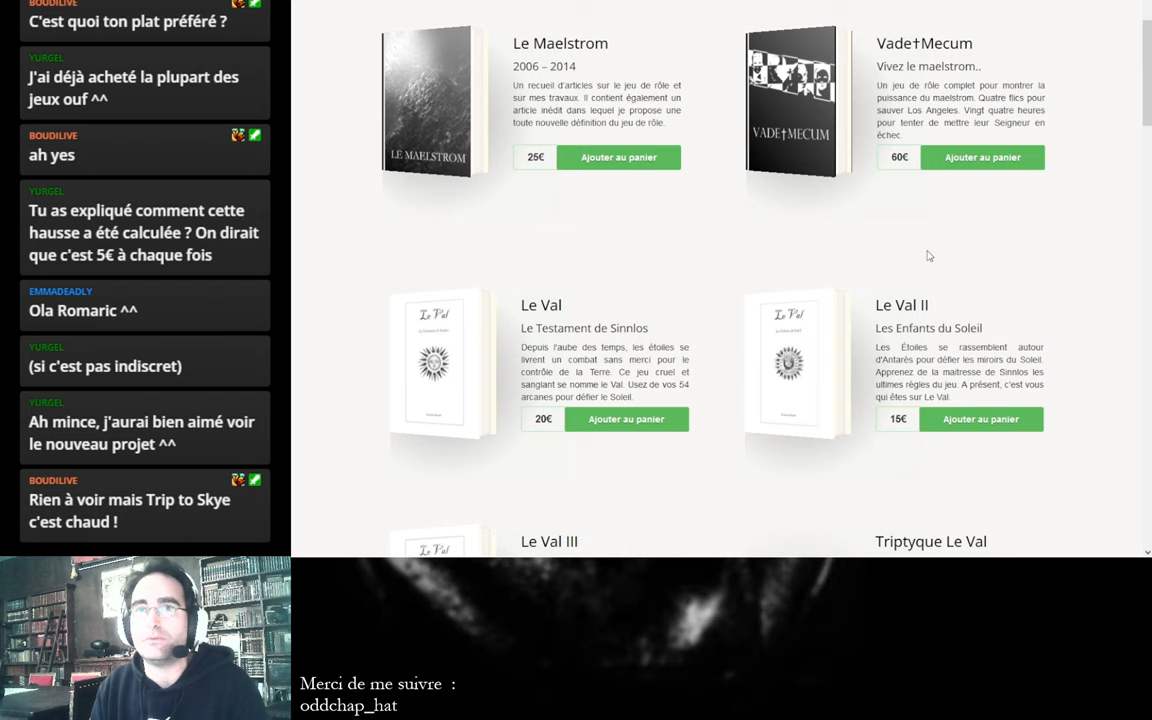 BOUDILIVE
C'est quoi ton plat préféré ?
YURGEL
J'ai déjà acheté la plupart des
jeux ouf ^^
BOUDILIVE
ah yes
YURGEL
Tu as expliqué comment cette
hausse a été calculée ? On dirait
que c'est 5€ à chaque fois
EMMADEADLY
Ola Romaric ^^
YURGEL
(si c'est pas indiscret)
YURGEL
Ah mince, j'aurai bien aimé voir
le nouveau projet ^^
BOUDILIVE
Rien à voir mais Trip to Skye
c'est chaud !
LE MAELSTROM
Le Maelstrom
2006 – 2014
Un recueil d'articles sur le jeu de rôle et
sur mes travaux. Il contient également un
article inédit dans lequel je propose une
toute nouvelle définition du jeu de rôle.
25€
Ajouter au panier
VADE†MECUM
Vade†Mecum
Vivez le maelstrom..
Un jeu de rôle complet pour montrer la
puissance du maelstrom. Quatre flics pour
sauver Los Angeles. Vingt quatre heures
pour tenter de mettre leur Seigneur en
échec.
60€
Ajouter au panier
Le Val
Le Val
Le Testament de Sinnlos
Depuis l'aube des temps, les étoiles se
livrent un combat sans merci pour le
contrôle de la Terre. Ce jeu cruel et
sanglant se nomme le Val. Usez de vos 54
arcanes pour défier le Soleil.
20€
Ajouter au panier
Le Val
Le Val II
Les Enfants du Soleil
Les Étoiles se rassemblent autour
d'Antarès pour défier les miroirs du Soleil.
Apprenez de la maitresse de Sinnlos les
ultimes règles du jeu. A présent, c'est vous
qui êtes sur Le Val.
15€
Ajouter au panier
Le Val
Le Val III
Triptyque Le Val
Merci de me suivre :
oddchap_hat